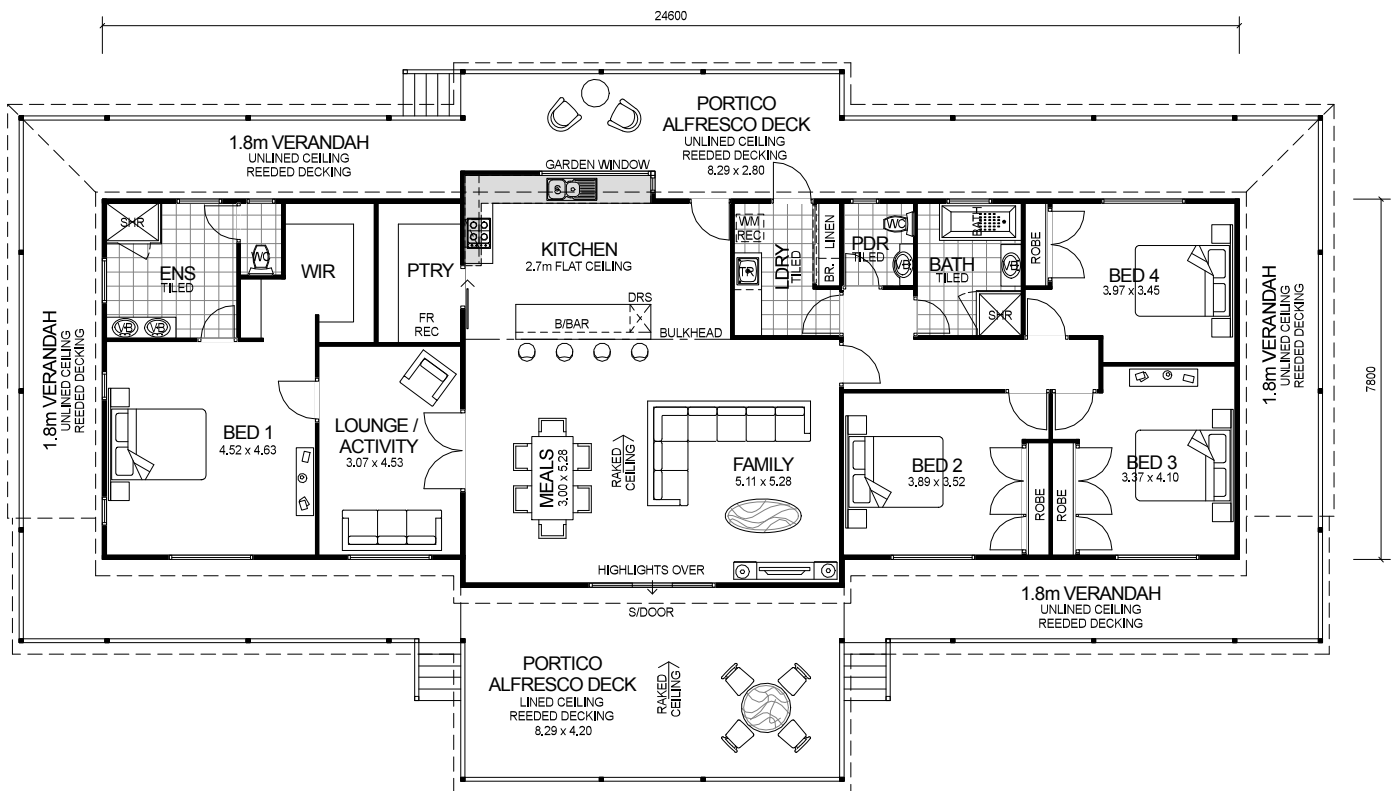 24600
PORTICO
ALFRESCO DECK
UNLINED CEILING
REEDED DECKING
8.29 x 2.80
1.8m VERANDAH
UNLINED CEILING
REEDED DECKING
GARDEN WINDOW
SHR
WC
ENS
TILED
VB
VB
WIR
PTRY
FR
REC
S
KITCHEN
2.7m FLAT CEILING
DRS
B/BAR
BULKHEAD
WM
REC
TR
LDRY
TILED
BR.
LINEN
PDR
TILED
WC
VB
BATH
BATH
TILED
VB
SHR
ROBE
BED 4
3.97 x 3.45
1.8m VERANDAH
UNLINED CEILING
REEDED DECKING
1.8m VERANDAH
UNLINED CEILING
REEDED DECKING
7800
BED 1
4.52 x 4.63
LOUNGE /
ACTIVITY
3.07 x 4.53
MEALS
3.00 x 5.28
RAKED
CEILING
FAMILY
5.11 x 5.28
BED 2
3.89 x 3.52
ROBE
ROBE
BED 3
3.37 x 4.10
HIGHLIGHTS OVER
S/DOOR
1.8m VERANDAH
UNLINED CEILING
REEDED DECKING
PORTICO
ALFRESCO DECK
LINED CEILING
REEDED DECKING
8.29 x 4.20
RAKED
CEILING